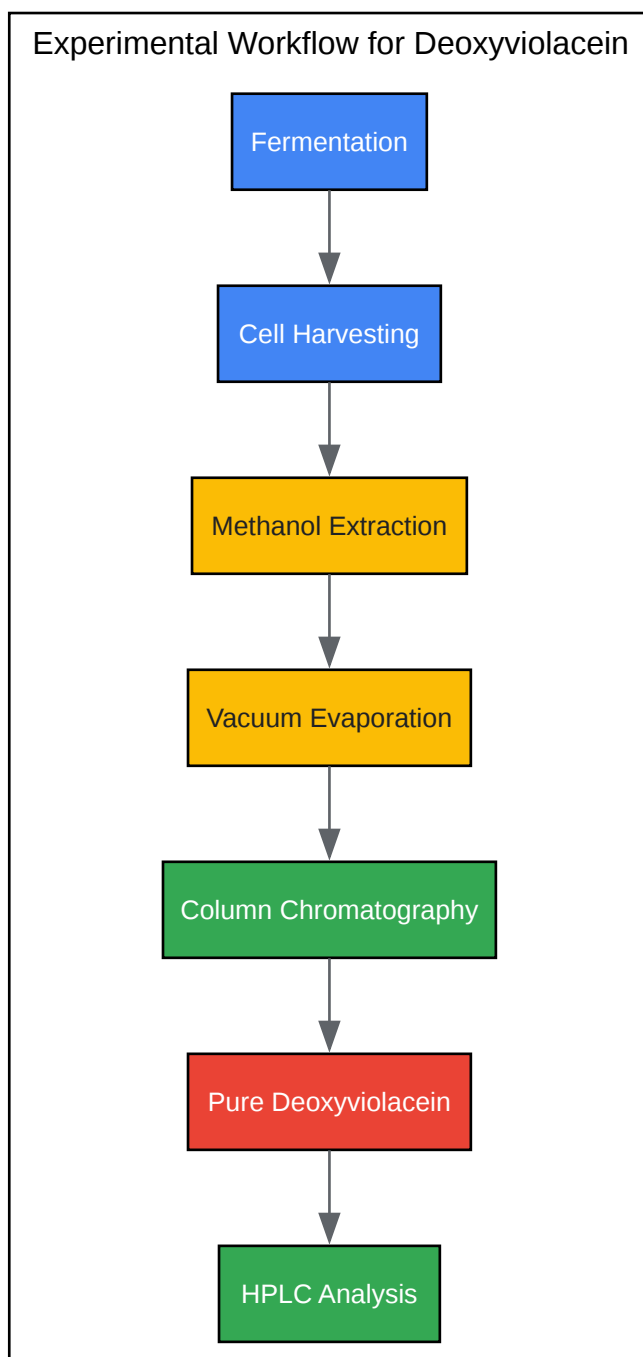 Experimental Workflow for Deoxyviolacein
Fermentation
Cell Harvesting
Methanol Extraction
Vacuum Evaporation
Column Chromatography
Pure Deoxyviolacein
HPLC Analysis